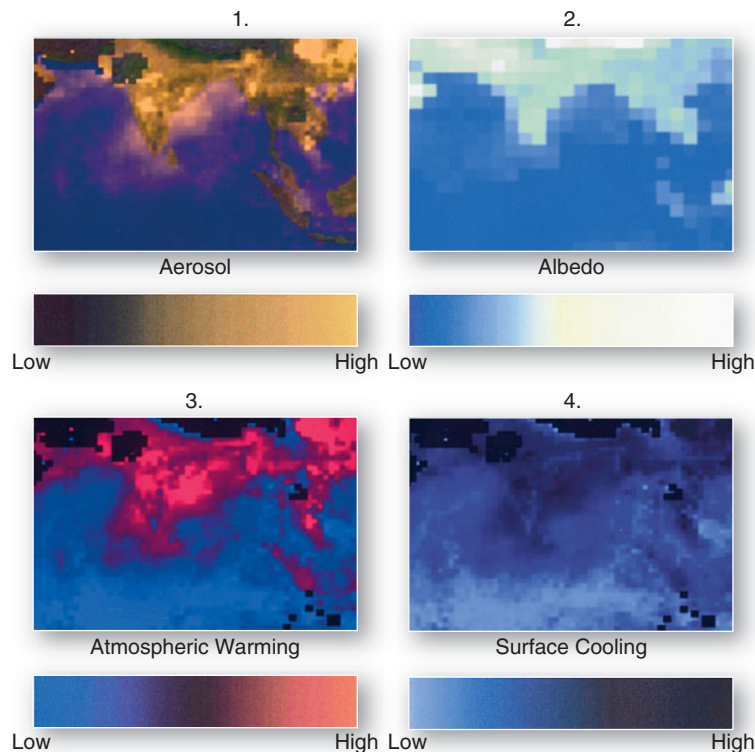 1.
2.
Aerosol
Albedo
Low
High
Low
High
3.
4.
Atmospheric Warming
Surface Cooling
Low
High
Low
High